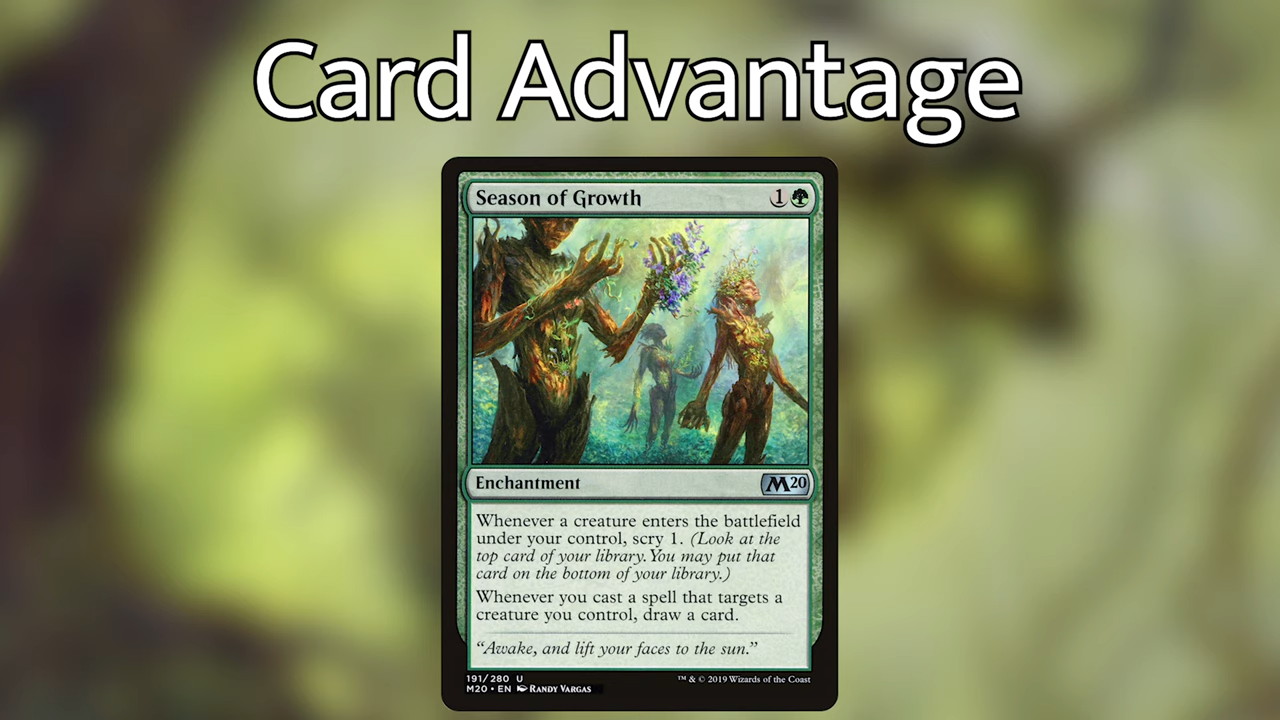 Card Advantage
Season of Growth 1
Enchantment M20
Whenever a creature enters the battlefield
under your control, scry 1. (Look at the
top card of your library. You may put that
card on the bottom of your library.)
Whenever you cast a spell that targets a
creature you control, draw a card.
“Awake, and lift your faces to the sun.”
191/280 U
M20 • EN Randy Vargas
™ & © 2019 Wizards of the Coast